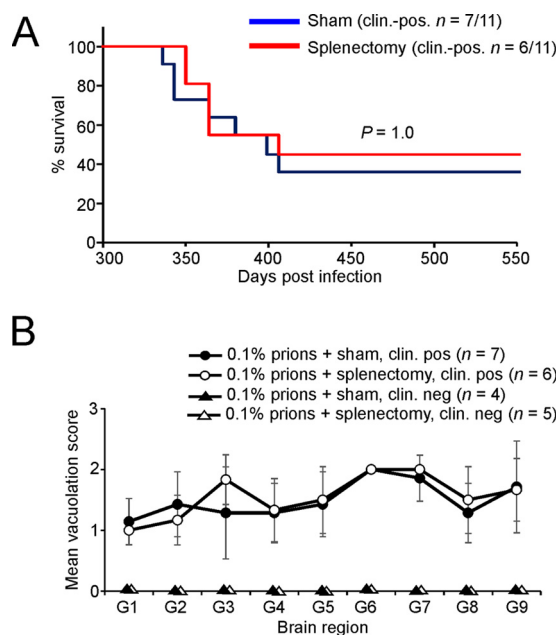 A
Sham (clin.-pos. n = 7/11)
Splenectomy (clin.-pos. n = 6/11)
% survival
100
80
60
40
20
0
P = 1.0
300 350 400 450 500 550
Days post infection
B
0.1% prions + sham, clin. pos (n = 7)
0.1% prions + splenectomy, clin. pos (n = 6)
0.1% prions + sham, clin. neg (n = 4)
0.1% prions + splenectomy, clin. neg (n = 5)
Mean vacuolation score
3
2
1
0
G1 G2 G3 G4 G5 G6 G7 G8 G9
Brain region